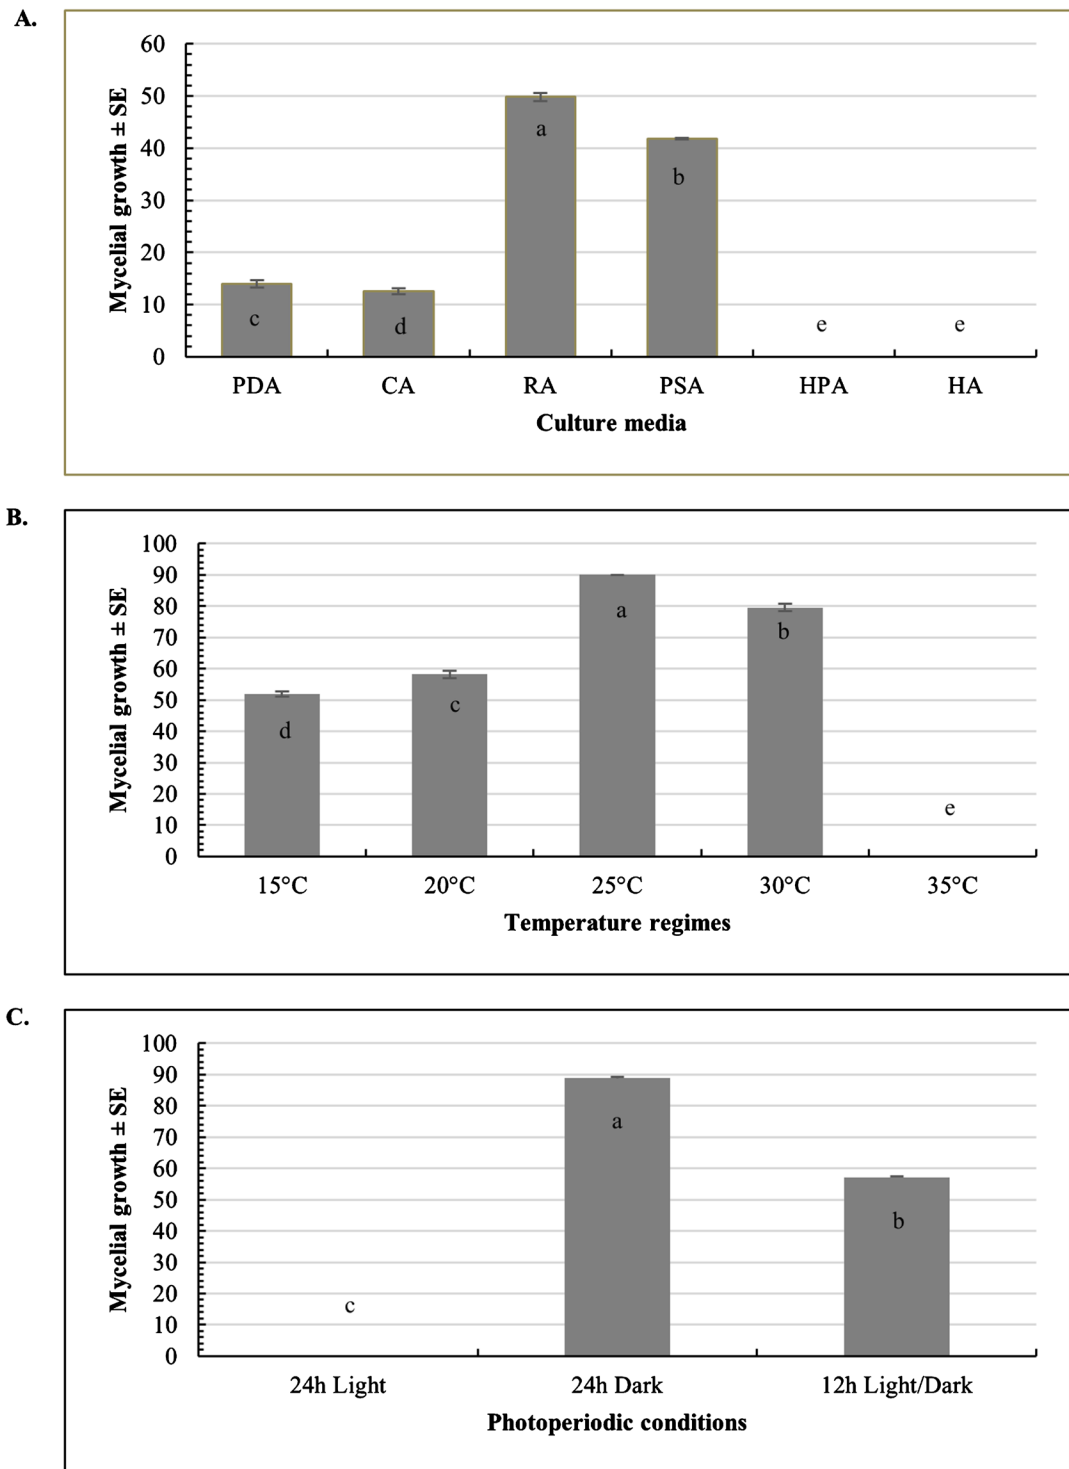 A.
Mycelial growth ± SE
60
50
40
30
20
10
0
a
b
c
d
e
e
PDA CA RA PSA HPA HA
Culture media
B.
Mycelial growth ± SE
100
90
80
70
60
50
40
30
20
10
0
a
b
c
d
e
15°C 20°C 25°C 30°C 35°C
Temperature regimes
C.
Mycelial growth ± SE
100
90
80
70
60
50
40
30
20
10
0
a
b
c
24h Light 24h Dark 12h Light/Dark
Photoperiodic conditions